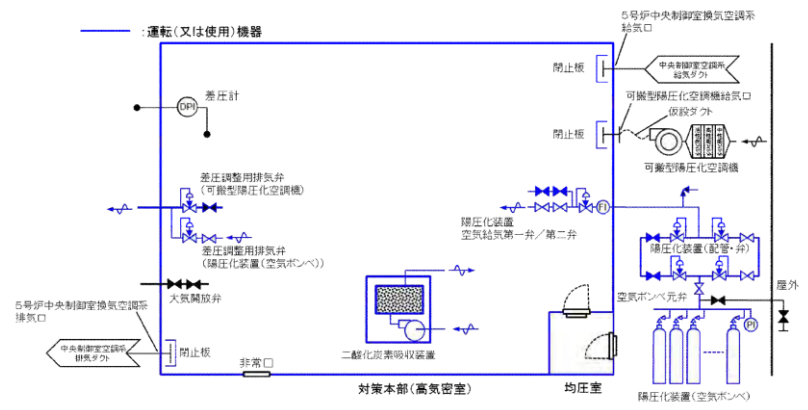 ：運転（又は使用）機器
5号炉中央制御室換気空調系
給気口
閉止板
中央制御室空調系
給気ダクト
差圧計
DPI
可搬型陽圧化空調機給気口
仮設ダクト
閉止板
可搬型陽圧化空調機
差圧調整用排気弁
（可搬型陽圧化空調機）
陽圧化装置
空気給気第一弁／第二弁
FI
差圧調整用排気弁
（陽圧化装置（空気ボンベ））
陽圧化装置（配管・弁）
大気開放弁
空気ボンベ元弁
屋外
5号炉中央制御室換気空調系
排気口
PI
中央制御室空調系
排気ダクト
閉止板
二酸化炭素吸収装置
非常口
対策本部（高気密室）
均圧室
陽圧化装置（空気ボンベ）